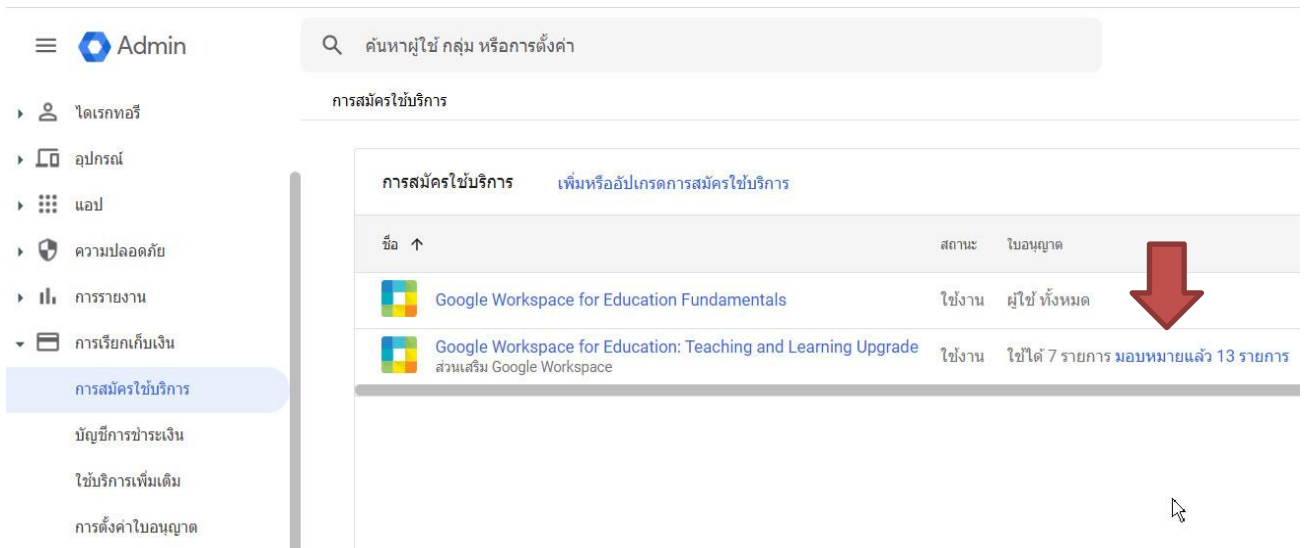 Admin
ค้นหาผู้ใช้ กลุ่ม หรือการตั้งค่า
ไดเรกทอรี
อุปกรณ์
แอป
ความปลอดภัย
การรายงาน
การเรียกเก็บเงิน
การสมัครใช้บริการ
บัญชีการชำระเงิน
ใช้บริการเพิ่มเติม
การตั้งค่าใบอนุญาต
การสมัครใช้บริการ
การสมัครใช้บริการ เพิ่มหรืออัปเกรดการสมัครใช้บริการ
ชื่อ สถานะ ใบอนุญาต
Google Workspace for Education Fundamentals ใช้งาน ผู้ใช้ ทั้งหมด
Google Workspace for Education: Teaching and Learning Upgrade ใช้งาน ใช้ได้ 7 รายการ มอบหมายแล้ว 13 รายการ
ส่วนเสริม Google Workspace